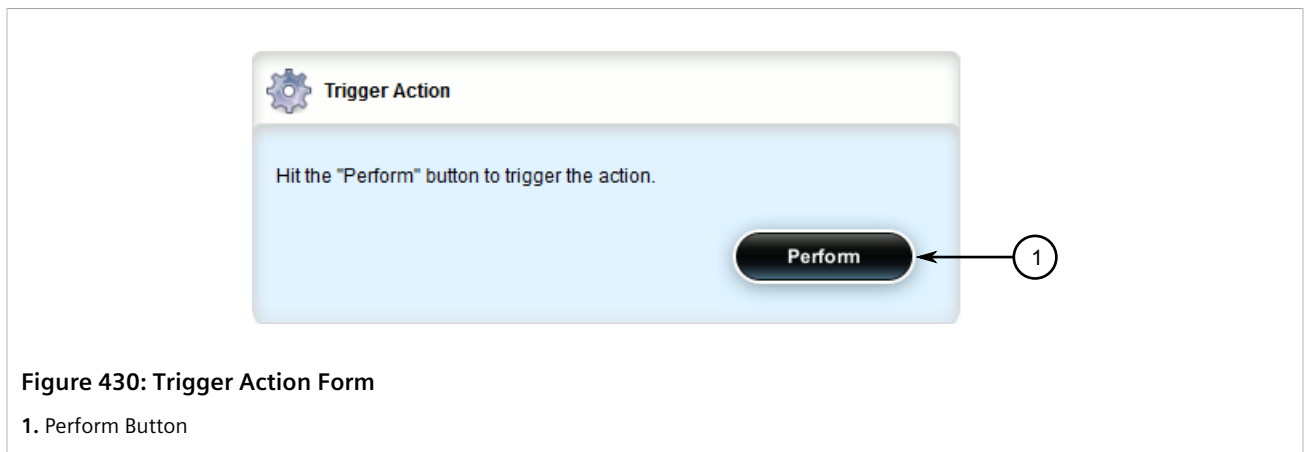 Trigger Action
Hit the "Perform" button to trigger the action.
Perform
1
Figure 430: Trigger Action Form
1. Perform Button